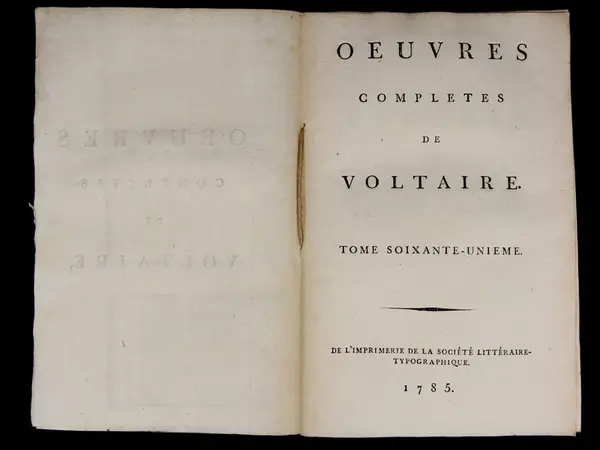 OEUVRES
COMPLETES
DE
VOLTAIRE.
TOME SOIXANTE-UNIEME.
DE L'IMPRIMERIE DE LA SOCIÉTÉ LITTÉRAIRE-
TYPOGRAPHIQUE.
1785.